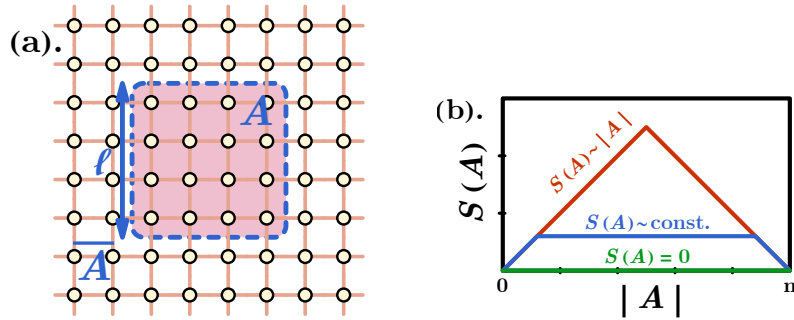 (a).
A
ℓ
A̅
(b).
S(A)
S(A)~|A|
S(A)~const.
S(A) = 0
0
n
|A|